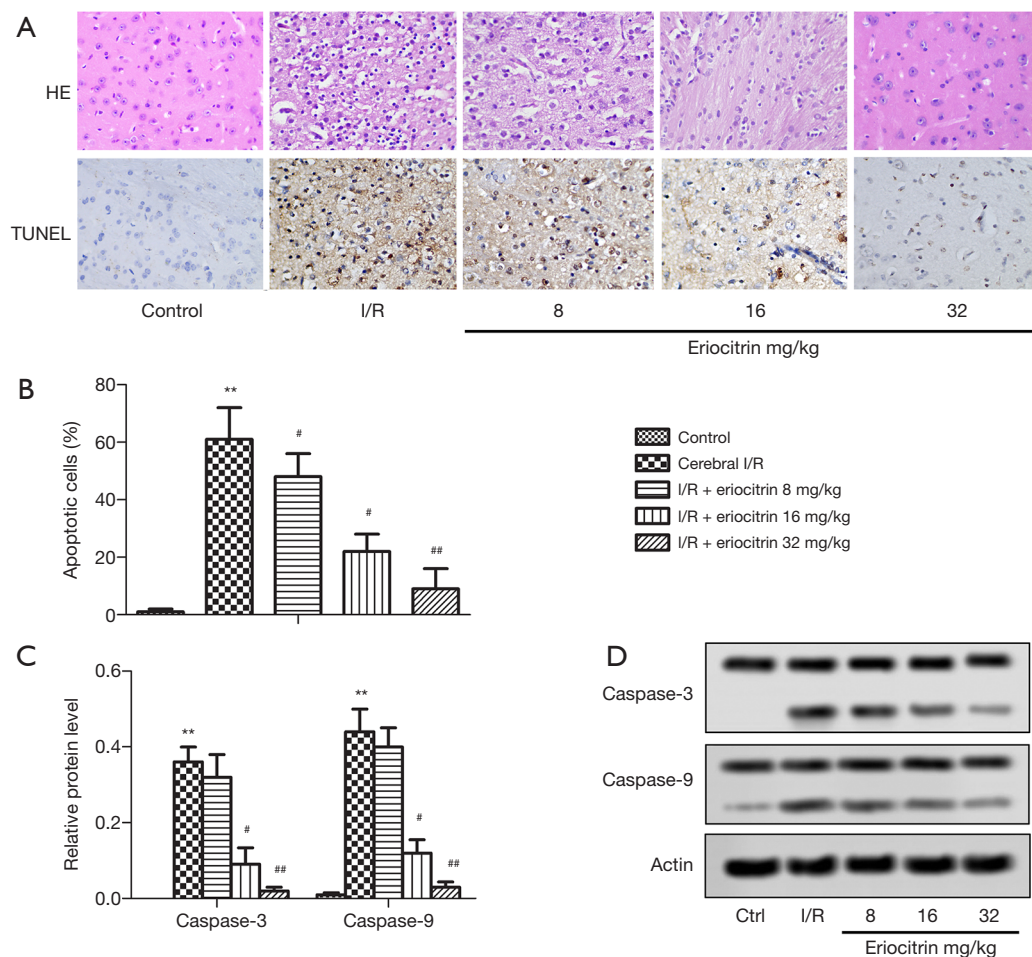 A
HE
TUNEL
Control
I/R
8
16
32
Eriocitrin mg/kg
B
Apoptotic cells (%)
80
60
40
20
0
**
#
#
##
Control
Cerebral I/R
I/R + eriocitrin 8 mg/kg
I/R + eriocitrin 16 mg/kg
I/R + eriocitrin 32 mg/kg
C
Relative protein level
0.6
0.4
0.2
0.0
**
#
##
**
#
##
Caspase-3
Caspase-9
D
Caspase-3
Caspase-9
Actin
Ctrl
I/R
8
16
32
Eriocitrin mg/kg